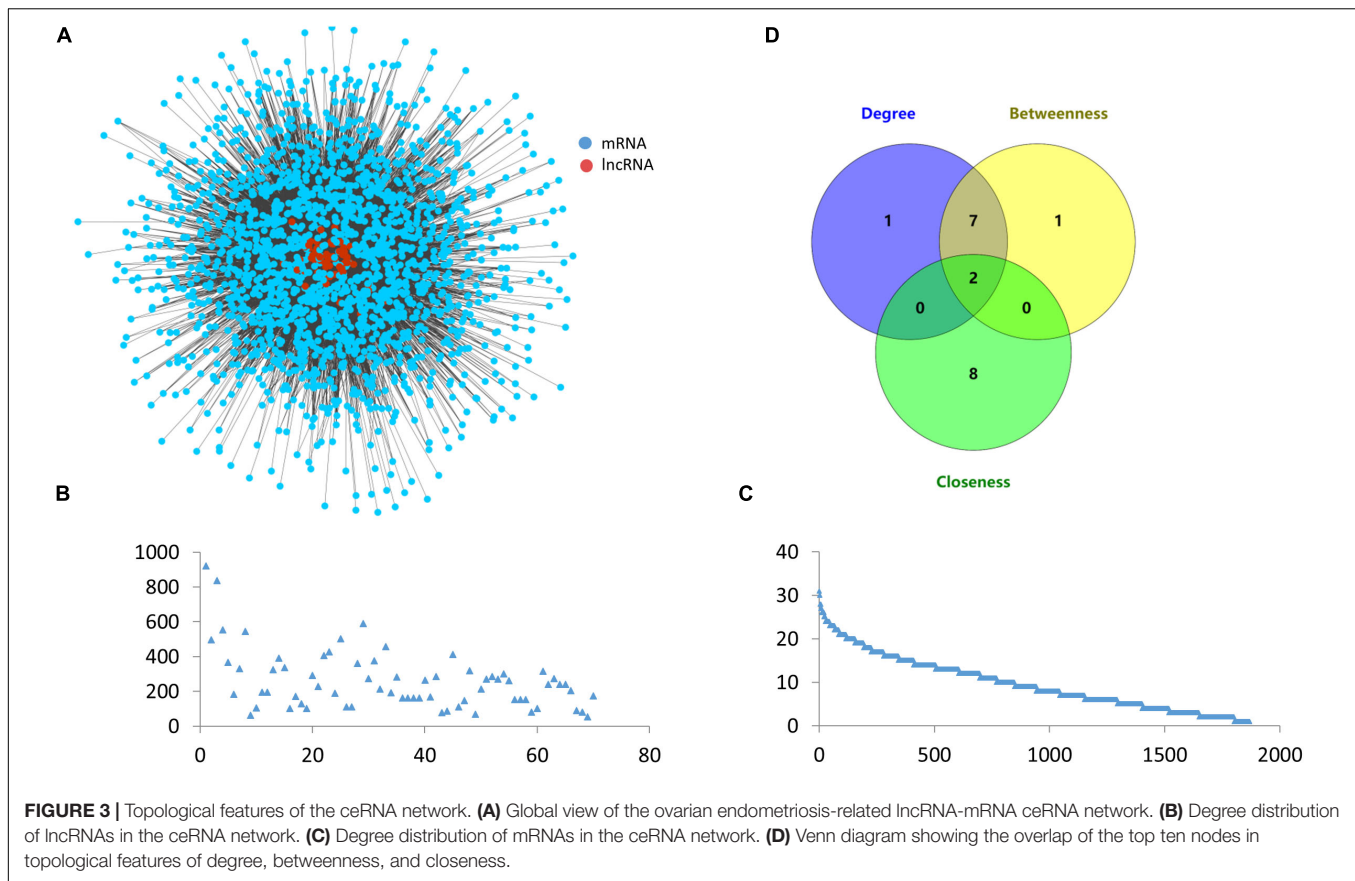 A
mRNA
lncRNA
D
Degree
Betweenness
1
7
1
2
0
0
8
Closeness
B
1000
800
600
400
200
0
0
20
40
60
80
C
40
30
20
10
0
0
500
1000
1500
2000
FIGURE 3 | Topological features of the ceRNA network. (A) Global view of the ovarian endometriosis-related lncRNA-mRNA ceRNA network. (B) Degree distribution
of lncRNAs in the ceRNA network. (C) Degree distribution of mRNAs in the ceRNA network. (D) Venn diagram showing the overlap of the top ten nodes in
topological features of degree, betweenness, and closeness.